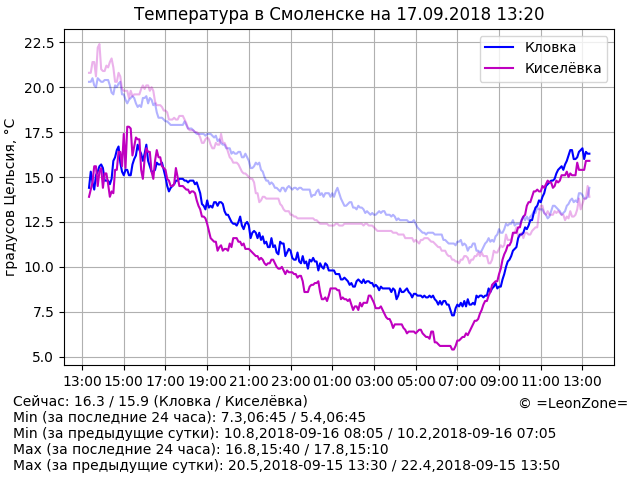 Температура в Смоленске на 17.09.2018 13:20
градусов Цельсия, °C
22.5
20.0
17.5
15.0
12.5
10.0
7.5
5.0
Кловка
Киселёвка
13:00 15:00 17:00 19:00 21:00 23:00 01:00 03:00 05:00 07:00 09:00 11:00 13:00
Сейчас: 16.3 / 15.9 (Кловка / Киселёвка)
© =LeonZone=
Min (за последние 24 часа): 7.3,06:45 / 5.4,06:45
Min (за предыдущие сутки): 10.8,2018-09-16 08:05 / 10.2,2018-09-16 07:05
Max (за последние 24 часа): 16.8,15:40 / 17.8,15:10
Max (за предыдущие сутки): 20.5,2018-09-15 13:30 / 22.4,2018-09-15 13:50